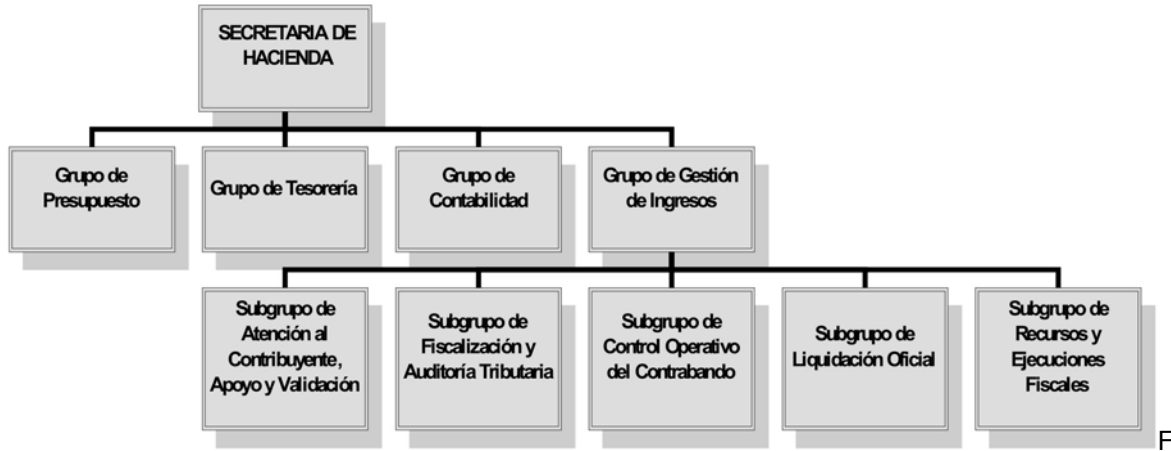 SECRETARIA DE
HACIENDA
Grupo de
Presupuesto
Grupo de Tesorería
Grupo de
Contabilidad
Grupo de Gestión
de Ingresos
Subgrupo de
Atención al
Contribuyente,
Apoyo y Validación
Subgrupo de
Fiscalización y
Auditoría Tributaria
Subgrupo de
Control Operativo
del Contrabando
Subgrupo de
Liquidación Oficial
Subgrupo de
Recursos y
Ejecuciones
Fiscales
F